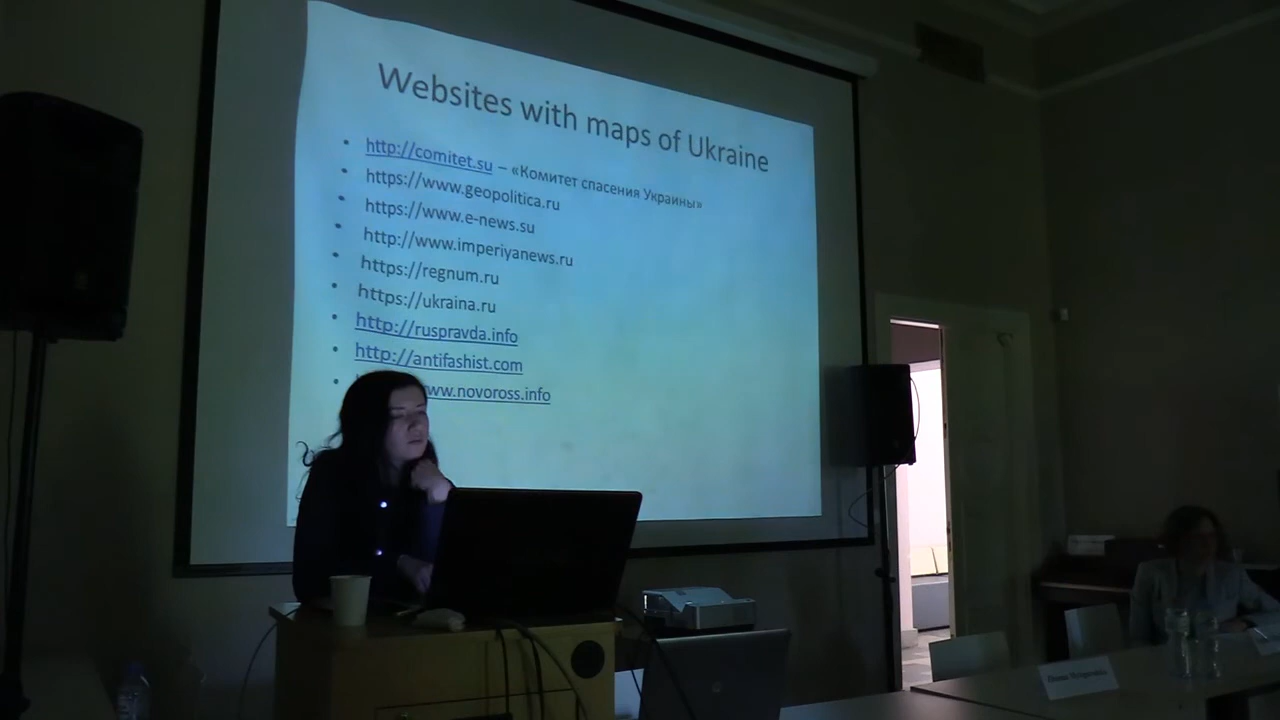 Websites with maps of Ukraine
• http://comitet.su – «Комитет спасения Украины»
• https://www.geopolitica.ru
• https://www.e-news.su
• http://www.imperiyanews.ru
• https://regnum.ru
• https://ukraina.ru
• http://ruspravda.info
• http://antifashist.com
• www.novoross.info